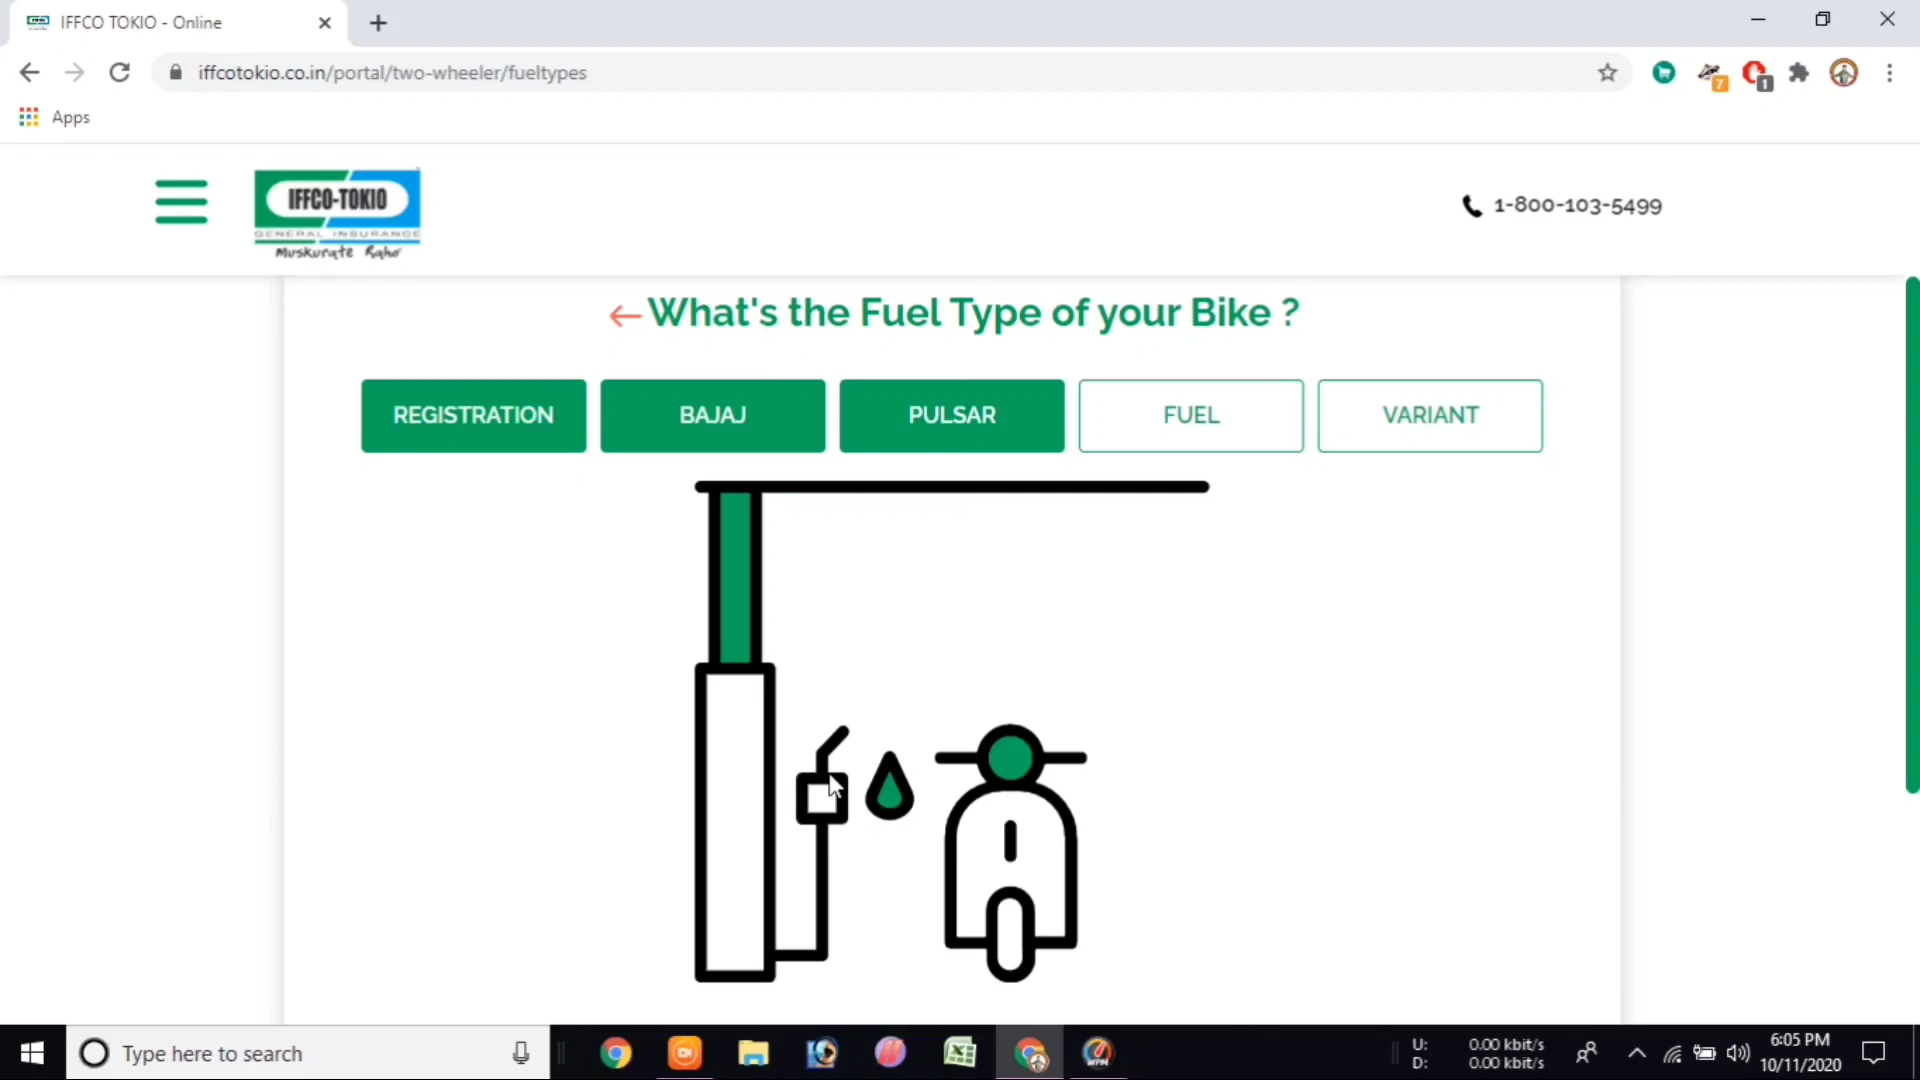 IFFCO TOKIO - Online
iffcotokio.co.in/portal/two-wheeler/fueltypes
7
1
Apps
IFFCO-TOKIO
GENERAL INSURANCE
Muskurate Raho
1-800-103-5499
What's the Fuel Type of your Bike ?
REGISTRATION
BAJAJ
PULSAR
FUEL
VARIANT
Type here to search
U: 0.00 kbit/s
D: 0.00 kbit/s
6:05 PM
10/11/2020